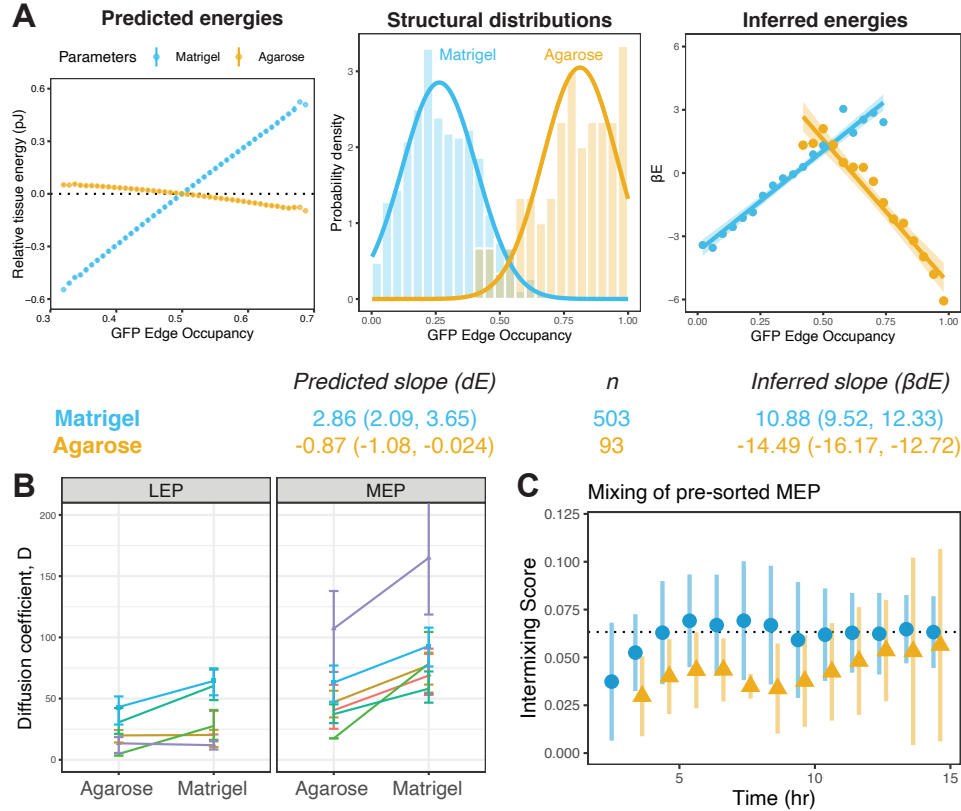 A
Predicted energies
Structural distributions
Inferred energies
Parameters
Matrigel
Agarose
Relative tissue energy (pJ)
0.6
0.3
0.0
−0.3
−0.6
0.3 0.4 0.5 0.6 0.7
GFP Edge Occupancy
Matrigel
Agarose
Probability density
3
2
1
0
0.00 0.25 0.50 0.75 1.00
GFP Edge Occupancy
βE
6
3
0
−3
−6
0.00 0.25 0.50 0.75 1.00
GFP Edge Occupancy
Predicted slope (dE) n Inferred slope (βdE)
Matrigel 2.86 (2.09, 3.65) 503 10.88 (9.52, 12.33)
Agarose -0.87 (-1.08, -0.024) 93 -14.49 (-16.17, -12.72)
B
LEP
MEP
Diffusion coefficient, D
200
150
100
50
0
Agarose Matrigel Agarose Matrigel
C
Mixing of pre-sorted MEP
Intermixing Score
0.125
0.100
0.075
0.050
0.025
0.000
5 10 15
Time (hr)